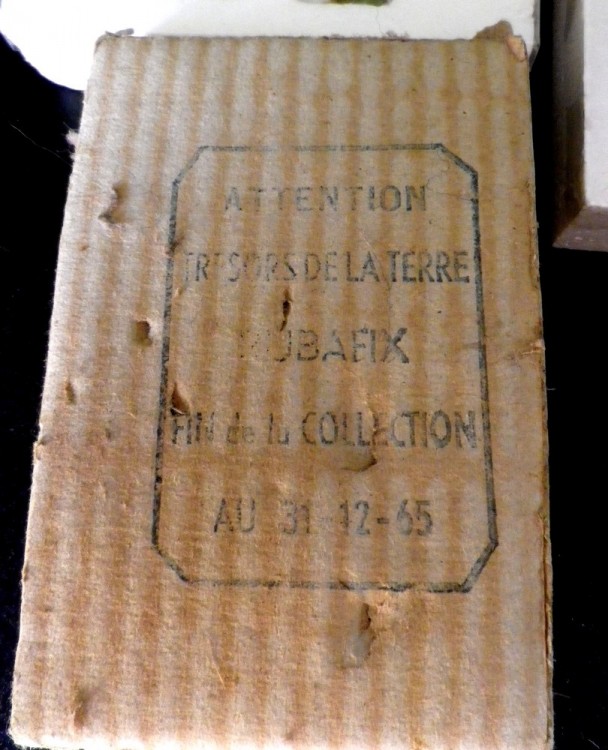 ATTENTION
TRESORS DE LA TERRE
FIN de la COLLECTION
AU 31-12-65